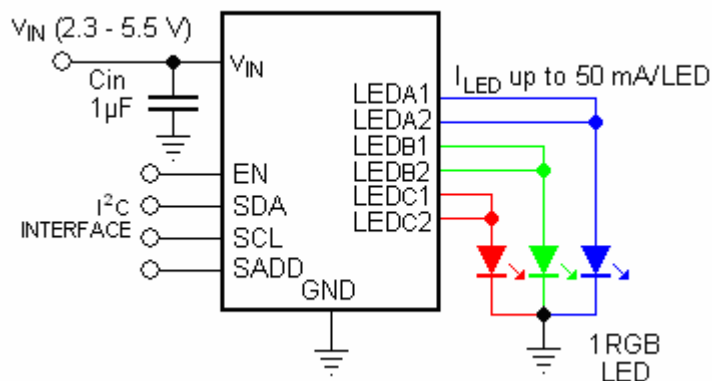 VIN (2.3 - 5.5 V)
Cin
1µF
VIN
LEDA1
LEDA2
LEDB1
LEDB2
LEDC1
LEDC2
ILED up to 50 mA/LED
EN
I²C
INTERFACE
SDA
SCL
SADD
GND
1RGB
LED